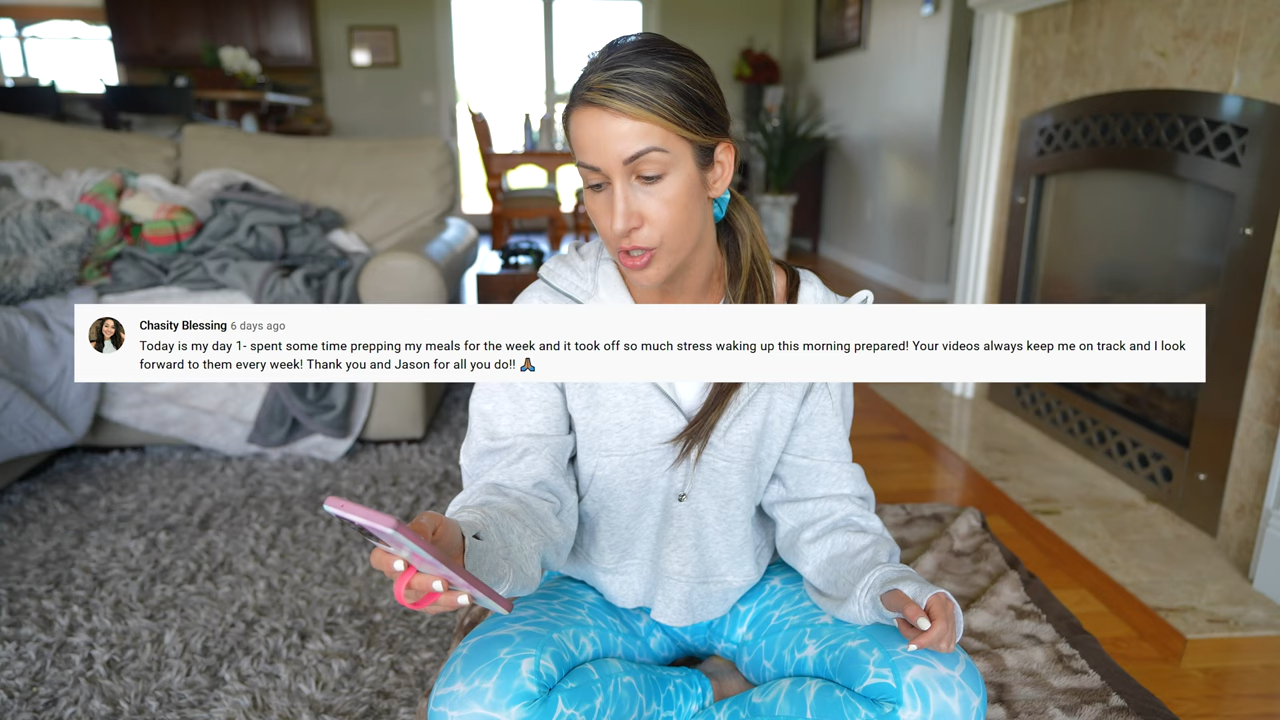 Chasity Blessing 6 days ago
Today is my day 1- spent some time prepping my meals for the week and it took off so much stress waking up this morning prepared! Your videos always keep me on track and I look
forward to them every week! Thank you and Jason for all you do!! 🙏🏽